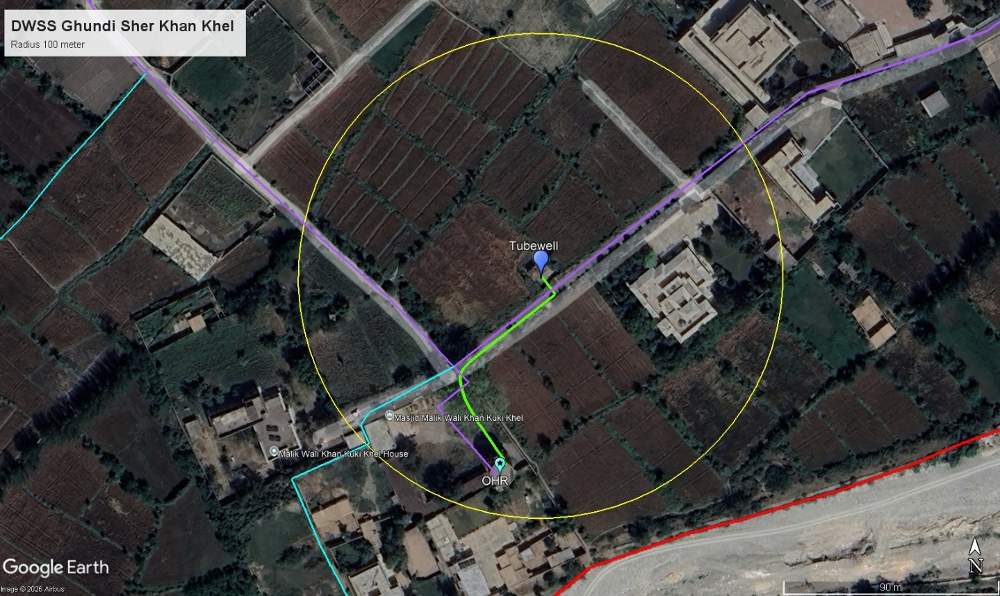 DWSS Ghundi Sher Khan Khel
Radius 100 meter
Tubewell
Masjid Malik Wali Khan Kuki Khel
Malik Wali Khan Kuki Khel House
OHR
Google Earth
Image © 2026 Airbus
N
90 m